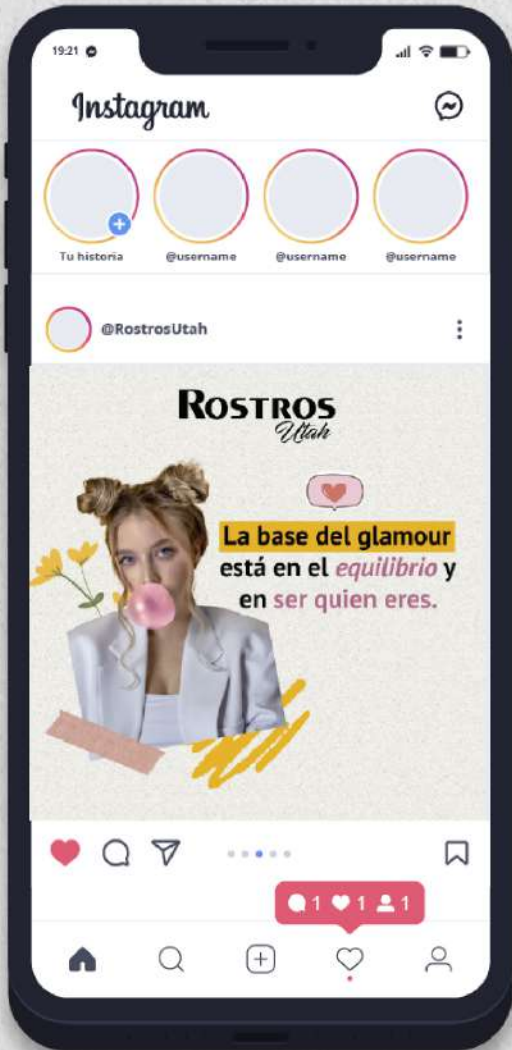 19:21
Instagram
Tu historia
@username
@username
@username
@RostrosUtah
ROSTROS
Utah
La base del glamour
está en el equilibrio y
en ser quien eres.
1 1 1